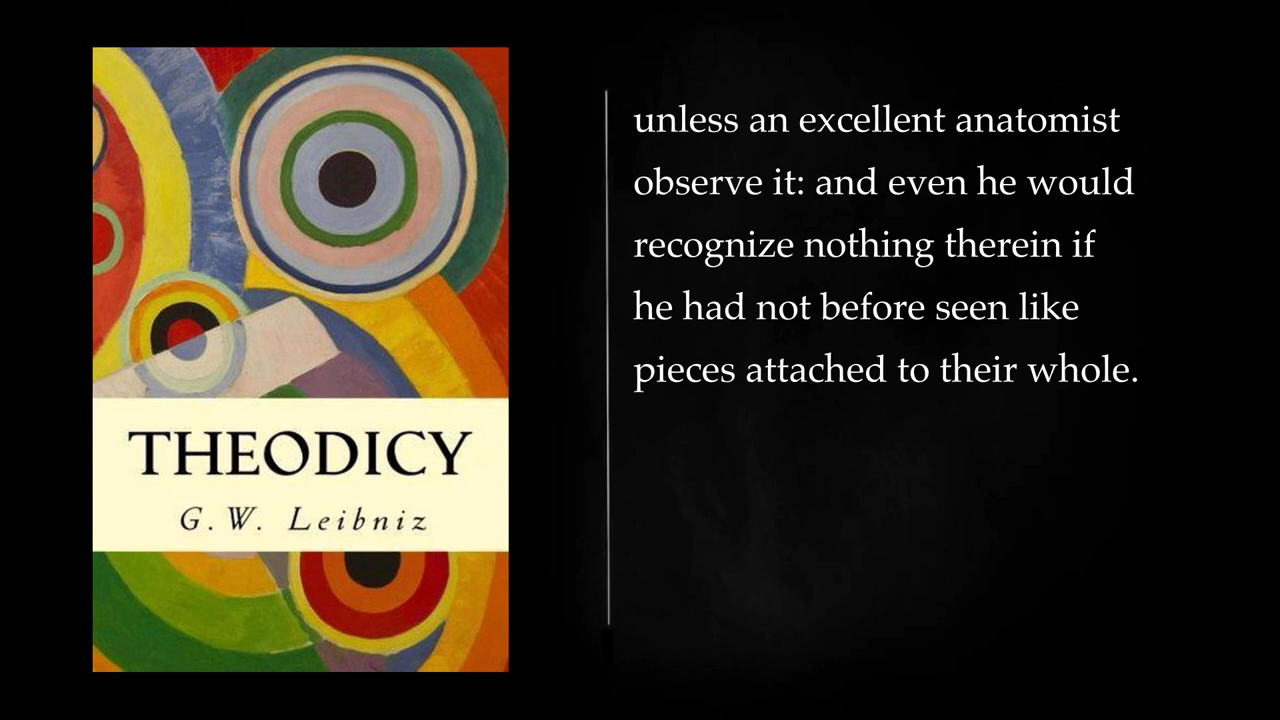 THEODICY
G. W. Leibniz
unless an excellent anatomist
observe it: and even he would
recognize nothing therein if
he had not before seen like
pieces attached to their whole.